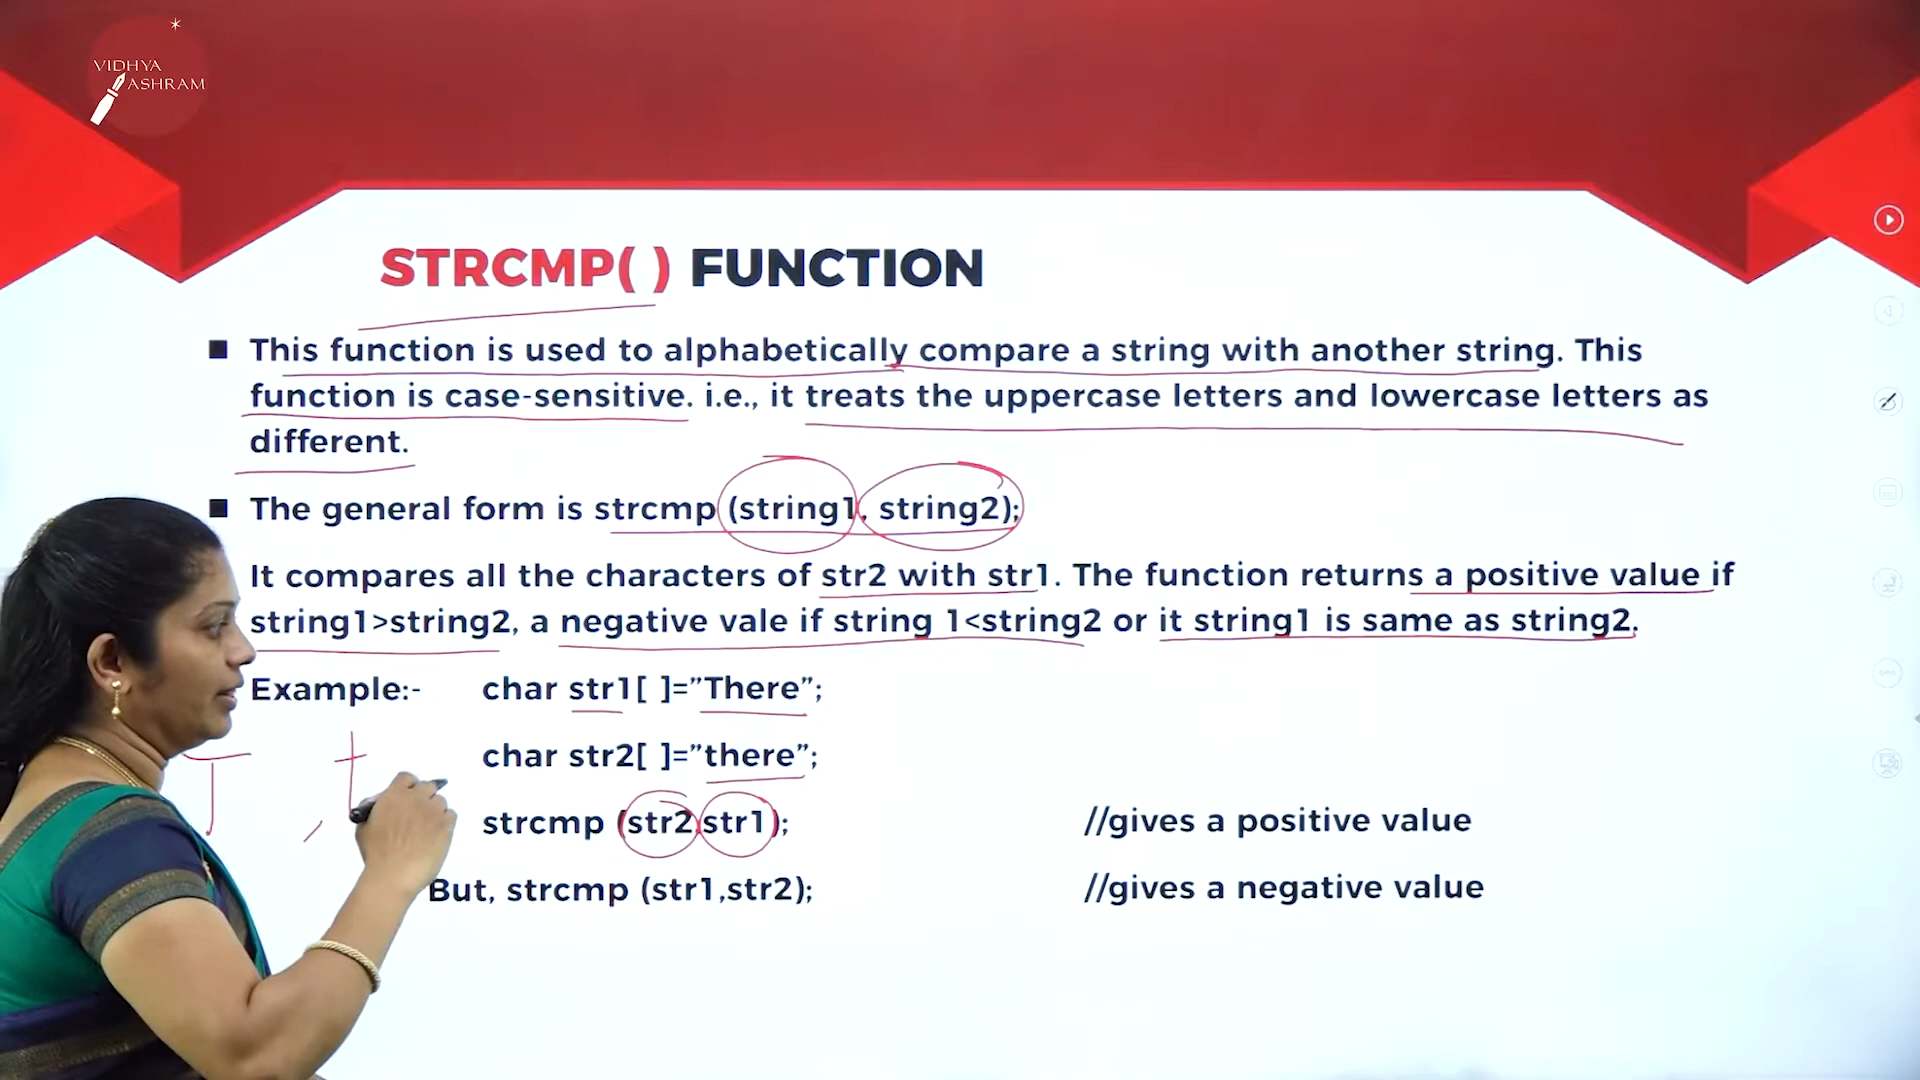 VIDHYA
ASHRAM
STRCMP( ) FUNCTION
This function is used to alphabetically compare a string with another string. This
function is case-sensitive. i.e., it treats the uppercase letters and lowercase letters as
different.
The general form is strcmp (string1, string2);
It compares all the characters of str2 with str1. The function returns a positive value if
string1>string2, a negative vale if string 1<string2 or it string1 is same as string2.
Example:- char str1[ ]=”There”;
char str2[ ]=”there”;
T , t
strcmp (str2,str1); //gives a positive value
But, strcmp (str1,str2); //gives a negative value